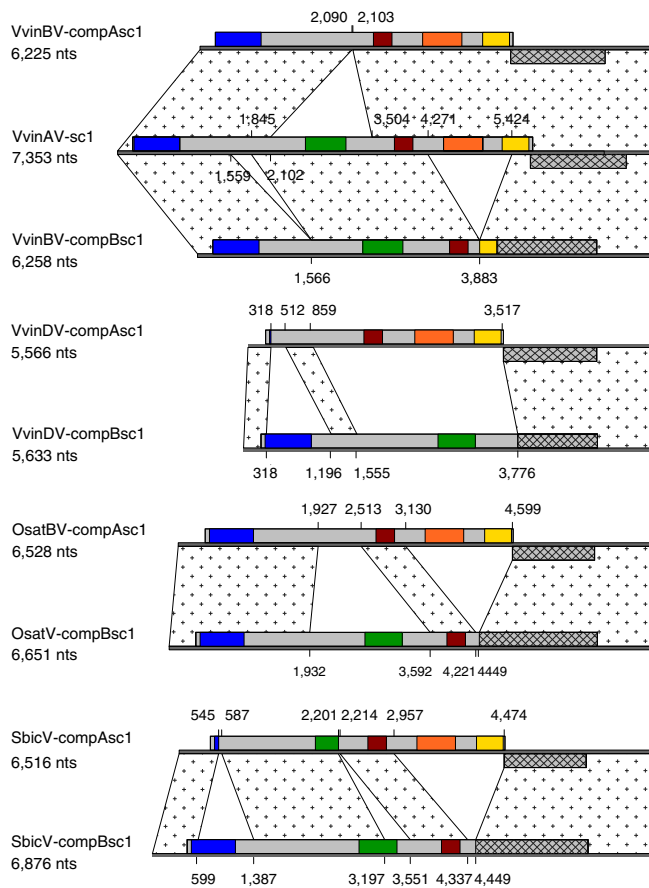 2,090 2,103
VvinBV-compAsc1
6,225 nts
1,845 3,504 4,271 5,424
VvinAV-sc1
7,353 nts
1,559 2,102
VvinBV-compBsc1
6,258 nts
1,566 3,883
318 512 859 3,517
VvinDV-compAsc1
5,566 nts
VvinDV-compBsc1
5,633 nts
318 1,196 1,555 3,776
1,927 2,513 3,130 4,599
OsatBV-compAsc1
6,528 nts
OsatV-compBsc1
6,651 nts
1,932 3,592 4,221 4449
545 587 2,201 2,214 2,957 4,474
SbicV-compAsc1
6,516 nts
SbicV-compBsc1
6,876 nts
599 1,387 3,197 3,551 4,337 4,449